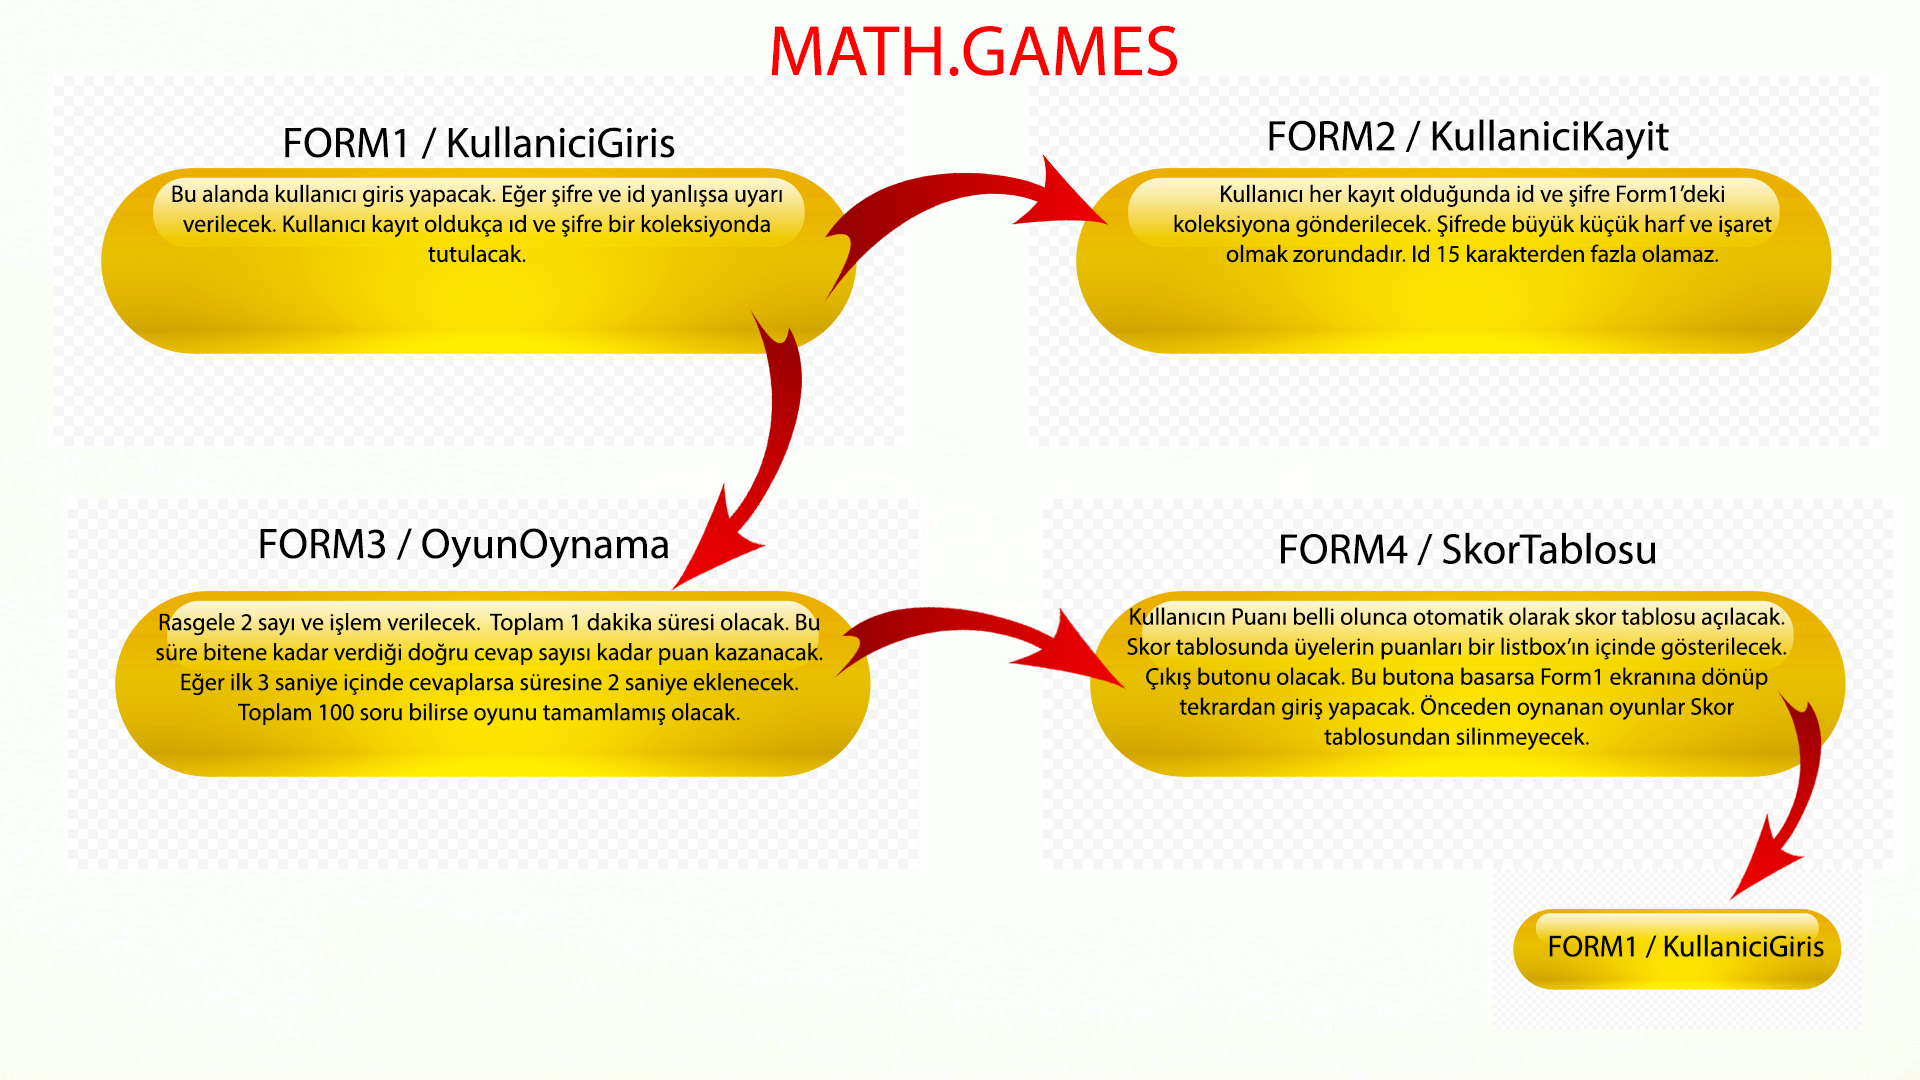 MATH.GAMES
FORM1 / KullaniciGiris
Bu alanda kullanıcı giris yapacak. Eğer şifre ve id yanlışsa uyarı
verilecek. Kullanıcı kayıt oldukça ıd ve şifre bir koleksiyonda
tutulacak.
FORM2 / KullaniciKayit
Kullanıcı her kayıt olduğunda id ve şifre Form1’deki
koleksiyona gönderilecek. Şifrede büyük küçük harf ve işaret
olmak zorundadır. Id 15 karakterden fazla olamaz.
FORM3 / OyunOynama
Rasgele 2 sayı ve işlem verilecek.  Toplam 1 dakika süresi olacak. Bu
süre bitene kadar verdiği doğru cevap sayısı kadar puan kazanacak.
Eğer ilk 3 saniye içinde cevaplarsa süresine 2 saniye eklenecek.
Toplam 100 soru bilirse oyunu tamamlamış olacak.
FORM4 / SkorTablosu
Kullanıcın Puanı belli olunca otomatik olarak skor tablosu açılacak.
Skor tablosunda üyelerin puanları bir listbox’ın içinde gösterilecek.
Çıkış butonu olacak. Bu butona basarsa Form1 ekranına dönüp
tekrardan giriş yapacak. Önceden oynanan oyunlar Skor
tablosundan silinmeyecek.
FORM1 / KullaniciGiris